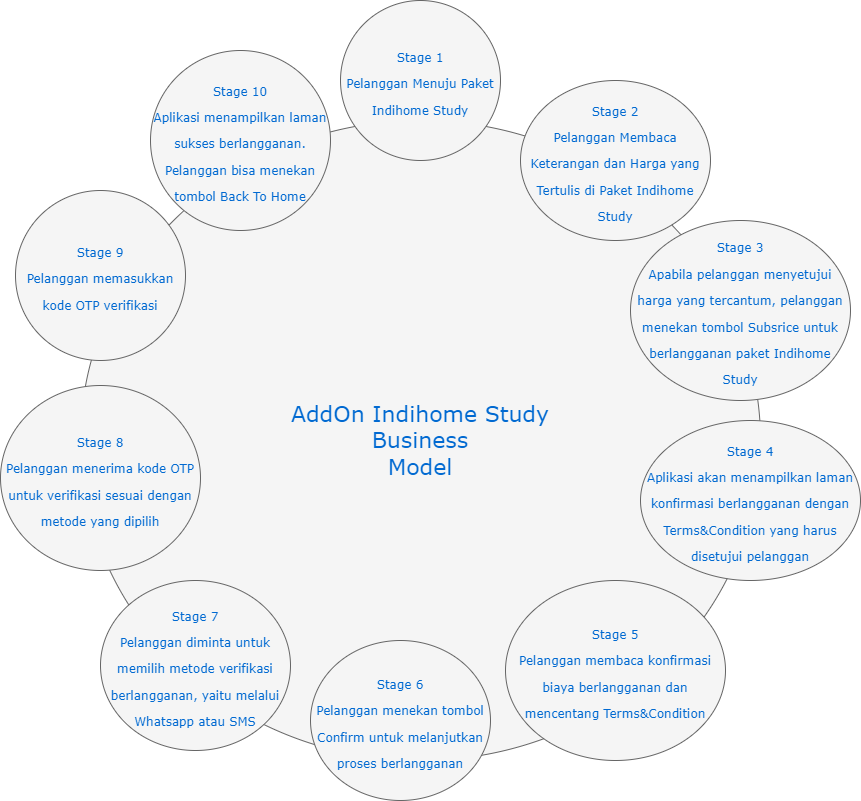 Stage 1
Pelanggan Menuju Paket
Indihome Study
Stage 2
Pelanggan Membaca
Keterangan dan Harga yang
Tertulis di Paket Indihome
Study
Stage 3
Apabila pelanggan menyetujui
harga yang tercantum, pelanggan
menekan tombol Subsrice untuk
berlangganan paket Indihome
Study
Stage 4
Aplikasi akan menampilkan laman
konfirmasi berlangganan dengan
Terms&Condition yang harus
disetujui pelanggan
Stage 5
Pelanggan membaca konfirmasi
biaya berlangganan dan
mencentang Terms&Condition
Stage 6
Pelanggan menekan tombol
Confirm untuk melanjutkan
proses berlangganan
Stage 7
Pelanggan diminta untuk
memilih metode verifikasi
berlangganan, yaitu melalui
Whatsapp atau SMS
Stage 8
Pelanggan menerima kode OTP
untuk verifikasi sesuai dengan
metode yang dipilih
Stage 9
Pelanggan memasukkan
kode OTP verifikasi
Stage 10
Aplikasi menampilkan laman
sukses berlangganan.
Pelanggan bisa menekan
tombol Back To Home
AddOn Indihome Study
Business
Model